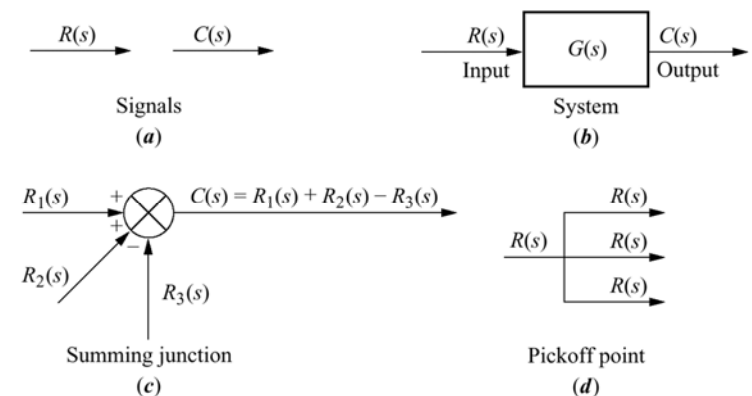 R(s) C(s)
Signals
(a)
R(s) G(s) C(s)
Input Output
System
(b)
R₁(s) + C(s) = R₁(s) + R₂(s) − R₃(s)
+
−
R₂(s)
R₃(s)
Summing junction
(c)
R(s)
R(s) R(s)
R(s)
Pickoff point
(d)